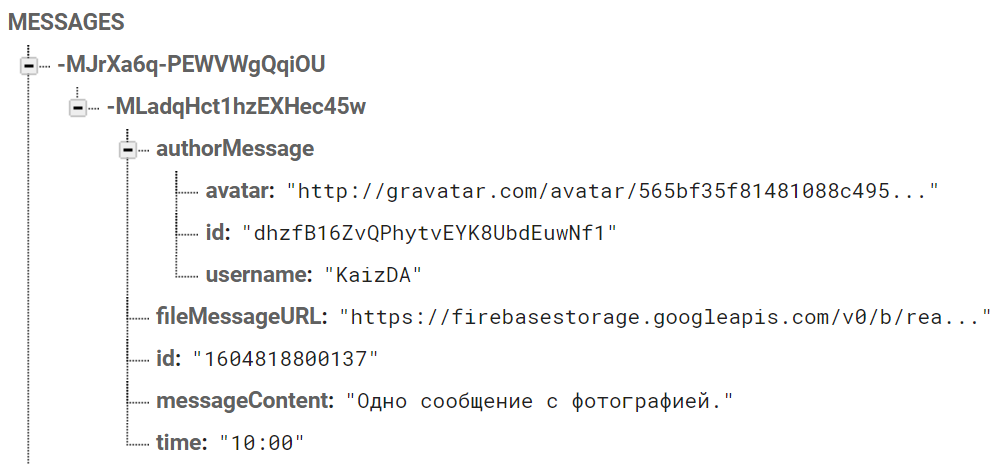 MESSAGES
-MJrXa6q-PEWVWgQqiOU
-MLadqHct1hzEXHec45w
authorMessage
avatar: "http://gravatar.com/avatar/565bf35f81481088c495..."
id: "dhzfB16ZvQPhytvEYK8UbdEuwNf1"
username: "KaizDA"
fileMessageURL: "https://firebasestorage.googleapis.com/v0/b/rea..."
id: "1604818800137"
messageContent: "Одно сообщение с фотографией."
time: "10:00"